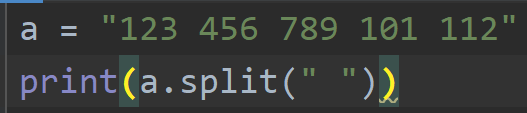 a = "123 456 789 101 112"
print(a.split(" "))